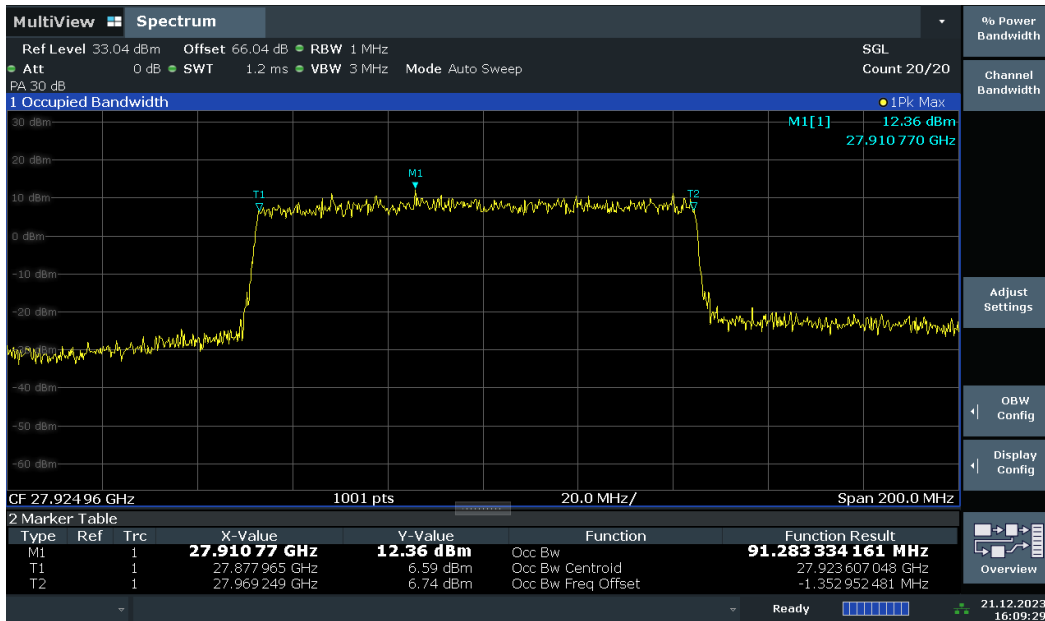 MultiView Spectrum
Ref Level 33.04 dBm Offset 66.04 dB RBW 1 MHz SGL
Att 0 dB SWT 1.2 ms VBW 3 MHz Mode Auto Sweep Count 20/20
PA 30 dB
1 Occupied Bandwidth 1Pk Max
30 dBm M1[1] 12.36 dBm
27.910 770 GHz
20 dBm
M1
T1 T2
10 dBm
0 dBm
-10 dBm
-20 dBm
-40 dBm
-50 dBm
-60 dBm
CF 27.92496 GHz 1001 pts 20.0 MHz/ Span 200.0 MHz
2 Marker Table
Type Ref Trc X-Value Y-Value Function Function Result
M1 1 27.910 77 GHz 12.36 dBm Occ Bw 91.283 334 161 MHz
T1 1 27.877 965 GHz 6.59 dBm Occ Bw Centroid 27.923 607 048 GHz
T2 1 27.969 249 GHz 6.74 dBm Occ Bw Freq Offset -1.352 952 481 MHz
Ready 21.12.2023
16:09:29
% Power
Bandwidth
Channel
Bandwidth
Adjust
Settings
OBW
Config
Display
Config
Overview